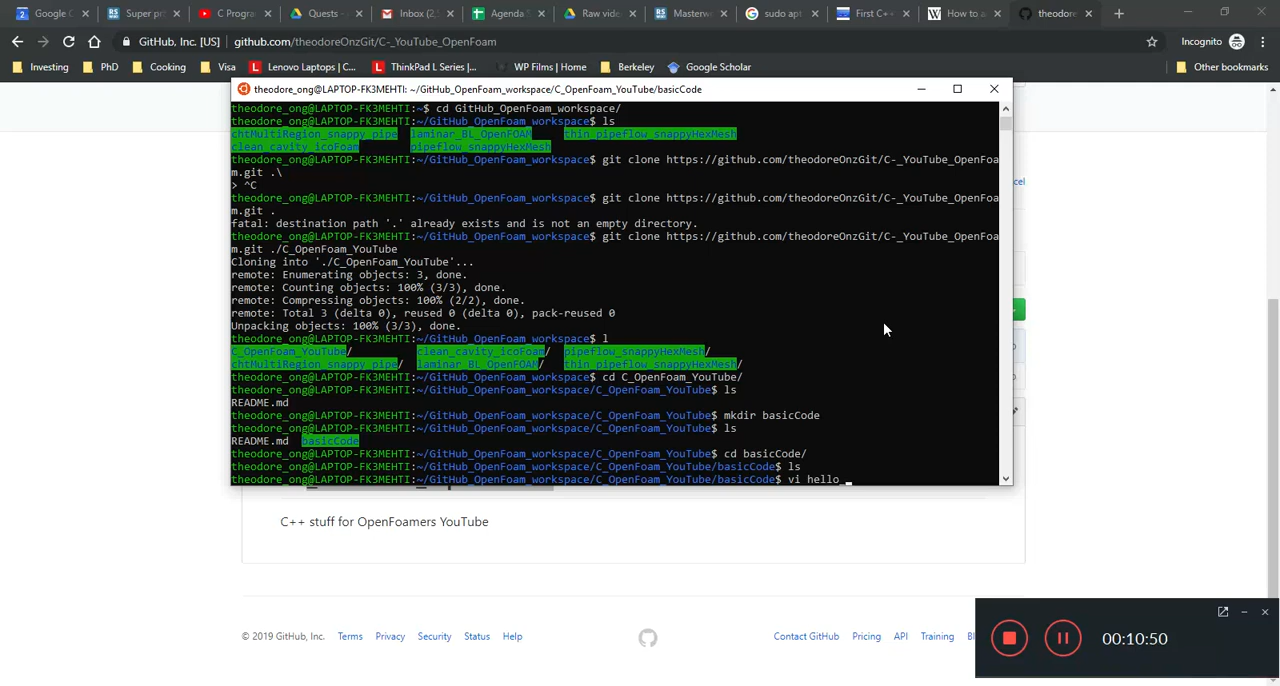 Google C
Super pr
C Progra
Quests -
Inbox (2,5
Agenda S
Raw vide
Masterw
sudo apt
First C++
How to a
theodore
GitHub, Inc. [US]
github.com/theodoreOnzGit/C-_YouTube_OpenFoam
Incognito
Investing
PhD
Cooking
Visa
Lenovo Laptops | C...
ThinkPad L Series |...
WP Films | Home
Berkeley
Google Scholar
Other bookmarks
theodore_ong@LAPTOP-FK3MEHTI: ~/GitHub_OpenFoam_workspace/C_OpenFoam_YouTube/basicCode
theodore_ong@LAPTOP-FK3MEHTI:~$ cd GitHub_OpenFoam_workspace/
theodore_ong@LAPTOP-FK3MEHTI:~/GitHub_OpenFoam_workspace$ ls
chtMultiRegion_snappy_pipe laminar_BL_OpenFOAM thin_pipeflow_snappyHexMesh
clean_cavity_icoFoam pipeflow_snappyHexMesh
theodore_ong@LAPTOP-FK3MEHTI:~/GitHub_OpenFoam_workspace$ git clone https://github.com/theodoreOnzGit/C-_YouTube_OpenFoa
m.git .\
> ^C
theodore_ong@LAPTOP-FK3MEHTI:~/GitHub_OpenFoam_workspace$ git clone https://github.com/theodoreOnzGit/C-_YouTube_OpenFoa
m.git .
fatal: destination path '.' already exists and is not an empty directory.
theodore_ong@LAPTOP-FK3MEHTI:~/GitHub_OpenFoam_workspace$ git clone https://github.com/theodoreOnzGit/C-_YouTube_OpenFoa
m.git ./C_OpenFoam_YouTube
Cloning into './C_OpenFoam_YouTube'...
remote: Enumerating objects: 3, done.
remote: Counting objects: 100% (3/3), done.
remote: Compressing objects: 100% (2/2), done.
remote: Total 3 (delta 0), reused 0 (delta 0), pack-reused 0
Unpacking objects: 100% (3/3), done.
theodore_ong@LAPTOP-FK3MEHTI:~/GitHub_OpenFoam_workspace$ l
C_OpenFoam_YouTube/ clean_cavity_icoFoam/ pipeflow_snappyHexMesh/
chtMultiRegion_snappy_pipe/ laminar_BL_OpenFOAM/ thin_pipeflow_snappyHexMesh/
theodore_ong@LAPTOP-FK3MEHTI:~/GitHub_OpenFoam_workspace$ cd C_OpenFoam_YouTube/
theodore_ong@LAPTOP-FK3MEHTI:~/GitHub_OpenFoam_workspace/C_OpenFoam_YouTube$ ls
README.md
theodore_ong@LAPTOP-FK3MEHTI:~/GitHub_OpenFoam_workspace/C_OpenFoam_YouTube$ mkdir basicCode
theodore_ong@LAPTOP-FK3MEHTI:~/GitHub_OpenFoam_workspace/C_OpenFoam_YouTube$ ls
README.md basicCode
theodore_ong@LAPTOP-FK3MEHTI:~/GitHub_OpenFoam_workspace/C_OpenFoam_YouTube$ cd basicCode/
theodore_ong@LAPTOP-FK3MEHTI:~/GitHub_OpenFoam_workspace/C_OpenFoam_YouTube/basicCode$ ls
theodore_ong@LAPTOP-FK3MEHTI:~/GitHub_OpenFoam_workspace/C_OpenFoam_YouTube/basicCode$ vi hello_
cel
C++ stuff for OpenFoamers YouTube
© 2019 GitHub, Inc. Terms Privacy Security Status Help
Contact GitHub Pricing API Training Bl
00:10:50